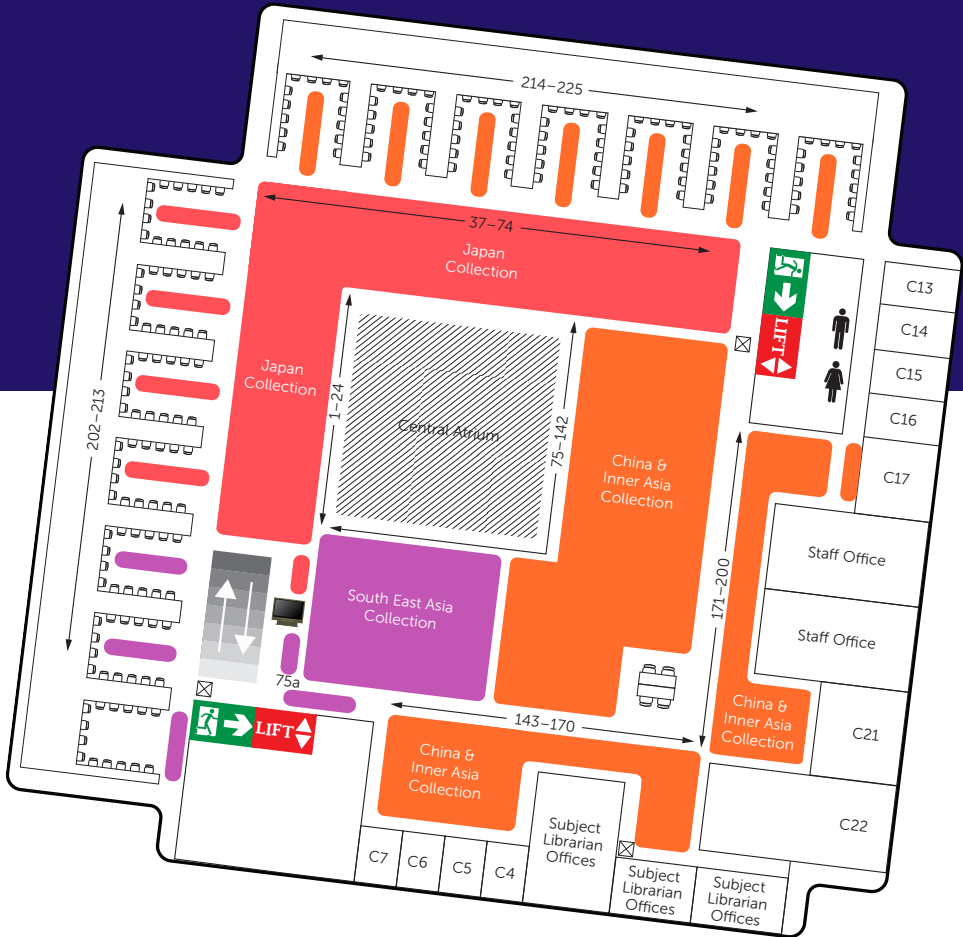 214–225
37–74
Japan
Collection
C13
C14
LIFT
C15
C16
C17
Japan
Collection
1–24
202–213
Central Atrium
75–142
China &
Inner Asia
Collection
Staff Office
171–200
South East Asia
Collection
Staff Office
75a
LIFT
143–170
China &
Inner Asia
Collection
C21
China &
Inner Asia
Collection
C22
Subject
Librarian
Offices
C7
C6
C5
C4
Subject
Librarian
Offices
Subject
Librarian
Offices